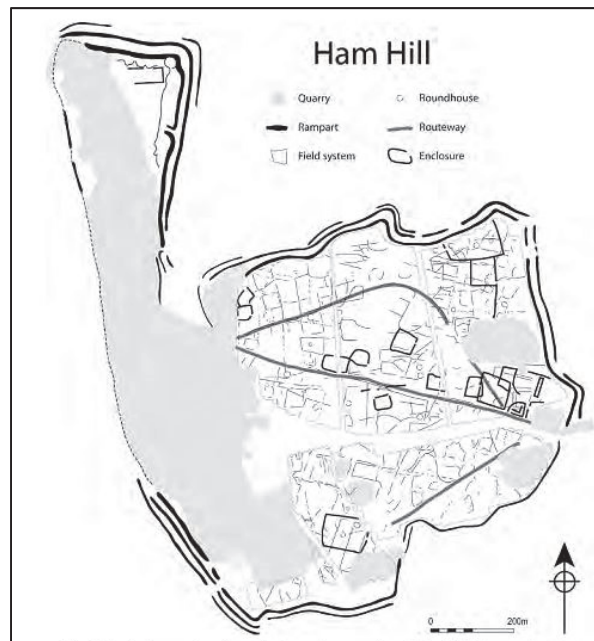 Ham Hill
Quarry
Roundhouse
Rampart
Routeway
Field system
Enclosure
0 200m